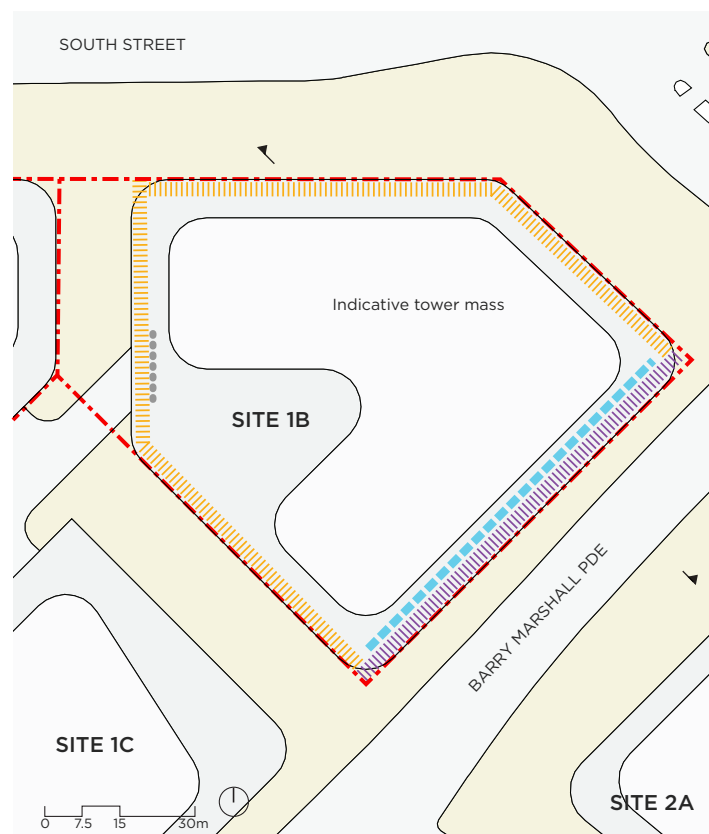 SOUTH STREET
Indicative tower mass
SITE 1B
BARRY MARSHALL PDE
SITE 1C
SITE 2A
0 7.5 15 30m